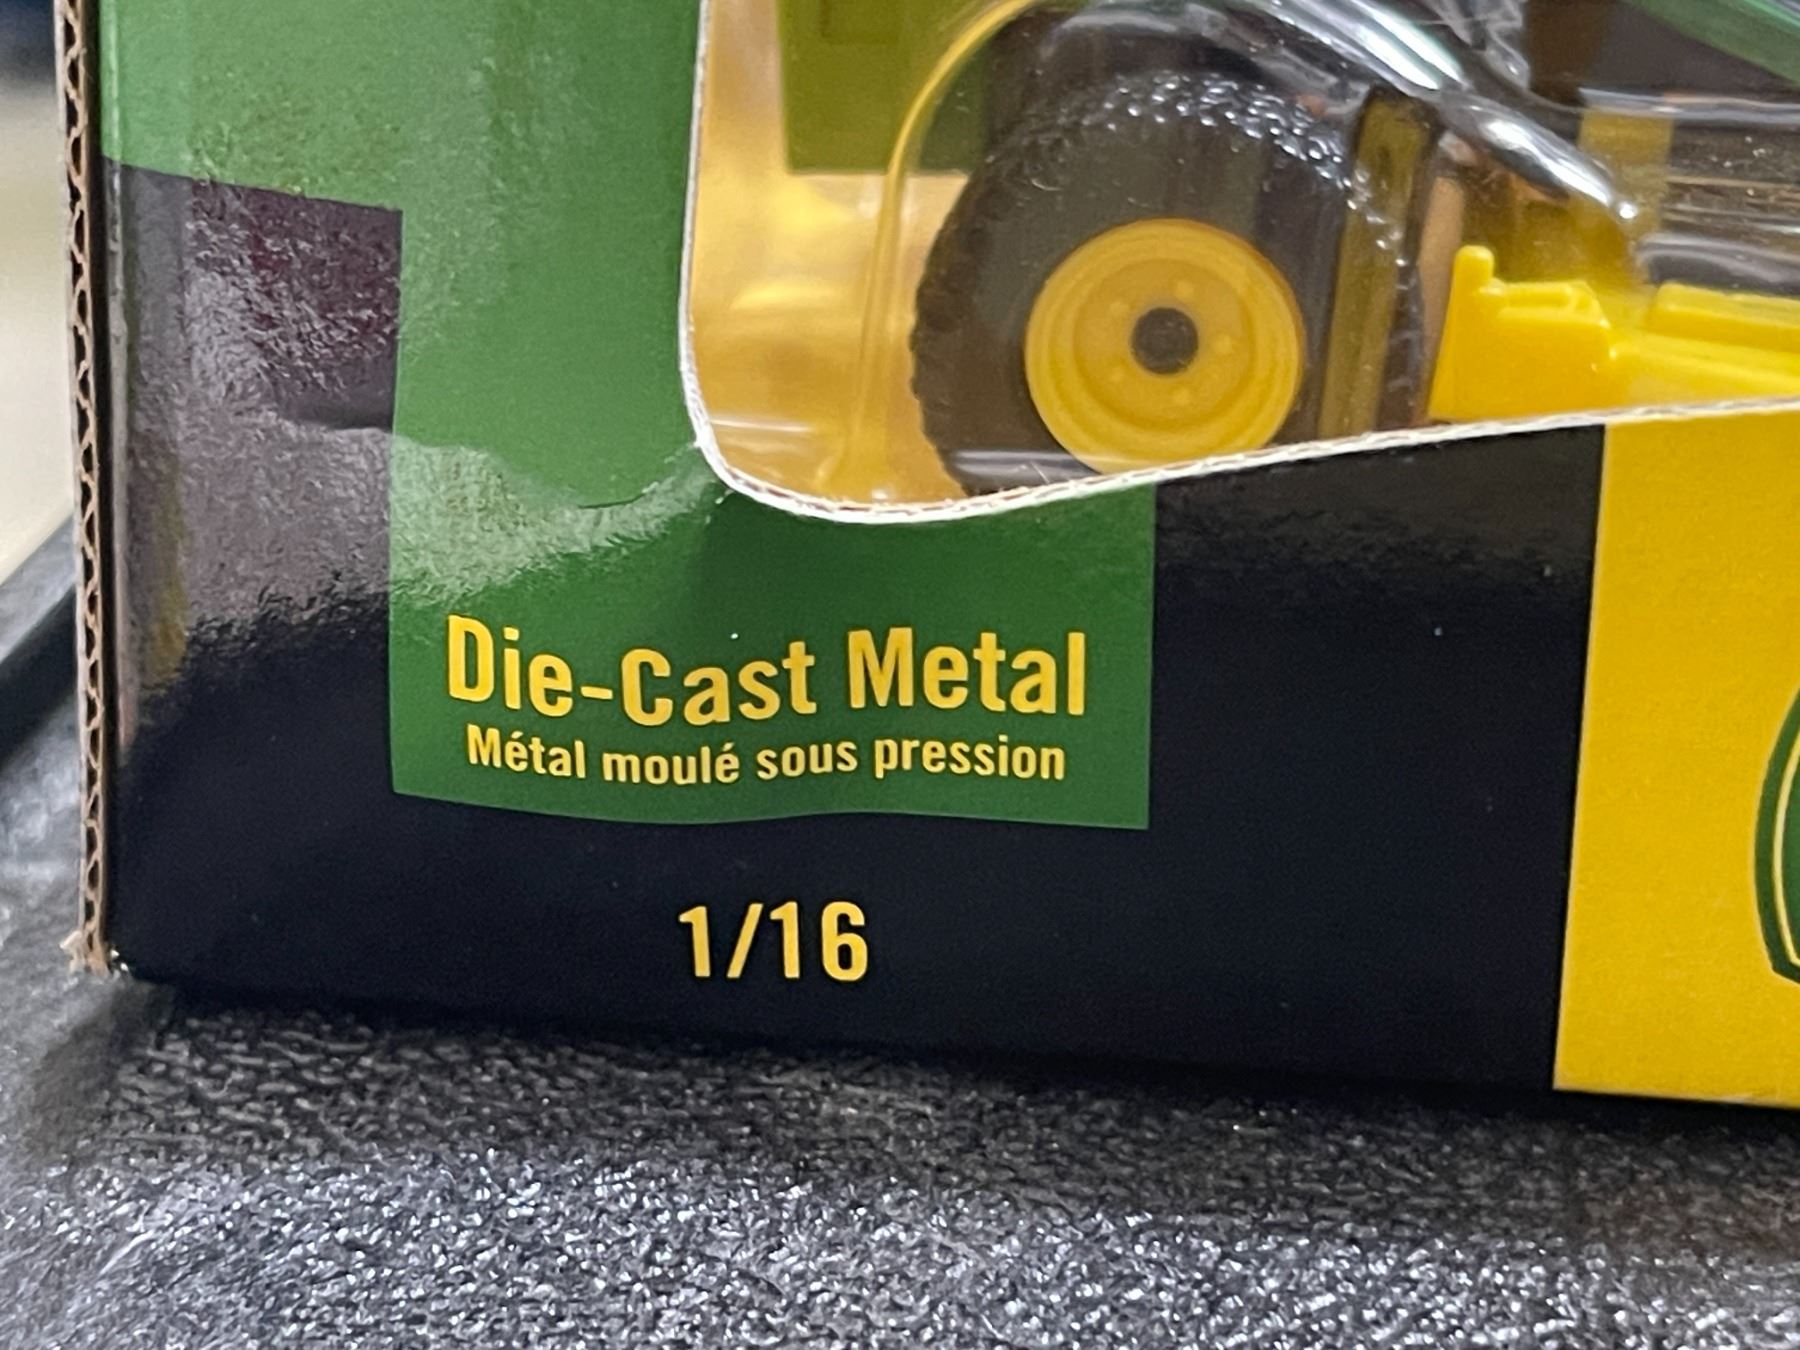 Die-Cast Metal
Métal moulé sous pression
1/16